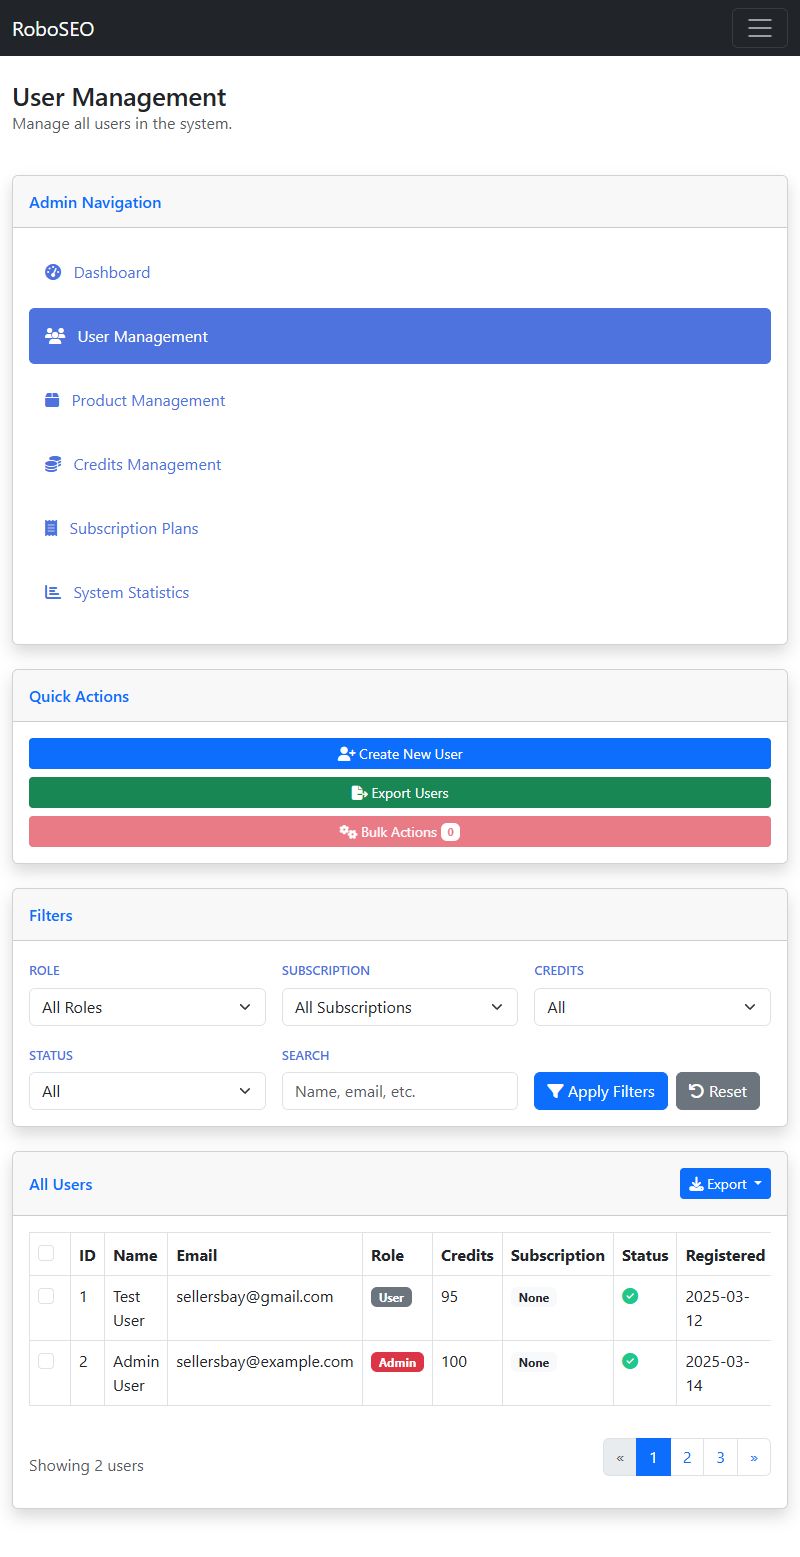 RoboSEO
User Management
Manage all users in the system.
Admin Navigation
Dashboard
User Management
Product Management
Credits Management
Subscription Plans
System Statistics
Quick Actions
Create New User
Export Users
Bulk Actions 0
Filters
ROLE SUBSCRIPTION CREDITS
All Roles All Subscriptions All
STATUS SEARCH
All Name, email, etc. Apply Filters Reset
All Users Export
ID Name Email Role Credits Subscription Status Registered
1 Test sellersbay@gmail.com User 95 None 2025-03-
User 12
2 Admin sellersbay@example.com Admin 100 None 2025-03-
User 14
Showing 2 users « 1 2 3 »